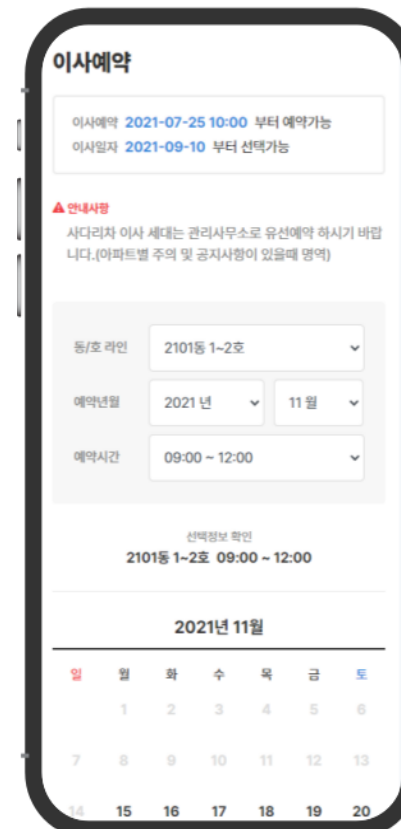 이사예약
이사예약 2021-07-25 10:00 부터 예약가능
이사일자 2021-09-10 부터 선택가능
안내사항
사다리차 이사 세대는 관리사무소로 유선예약 하시기 바랍
니다.(아파트별 주의 및 공지사항이 있을때 명역)
동/호 라인 2101동 1~2호
예약년월 2021 년 11 월
예약시간 09:00 ~ 12:00
선택정보 확인
2101동 1~2호 09:00 ~ 12:00
2021년 11월
일 월 화 수 목 금 토
1 2 3 4 5 6
7 8 9 10 11 12 13
14 15 16 17 18 19 20